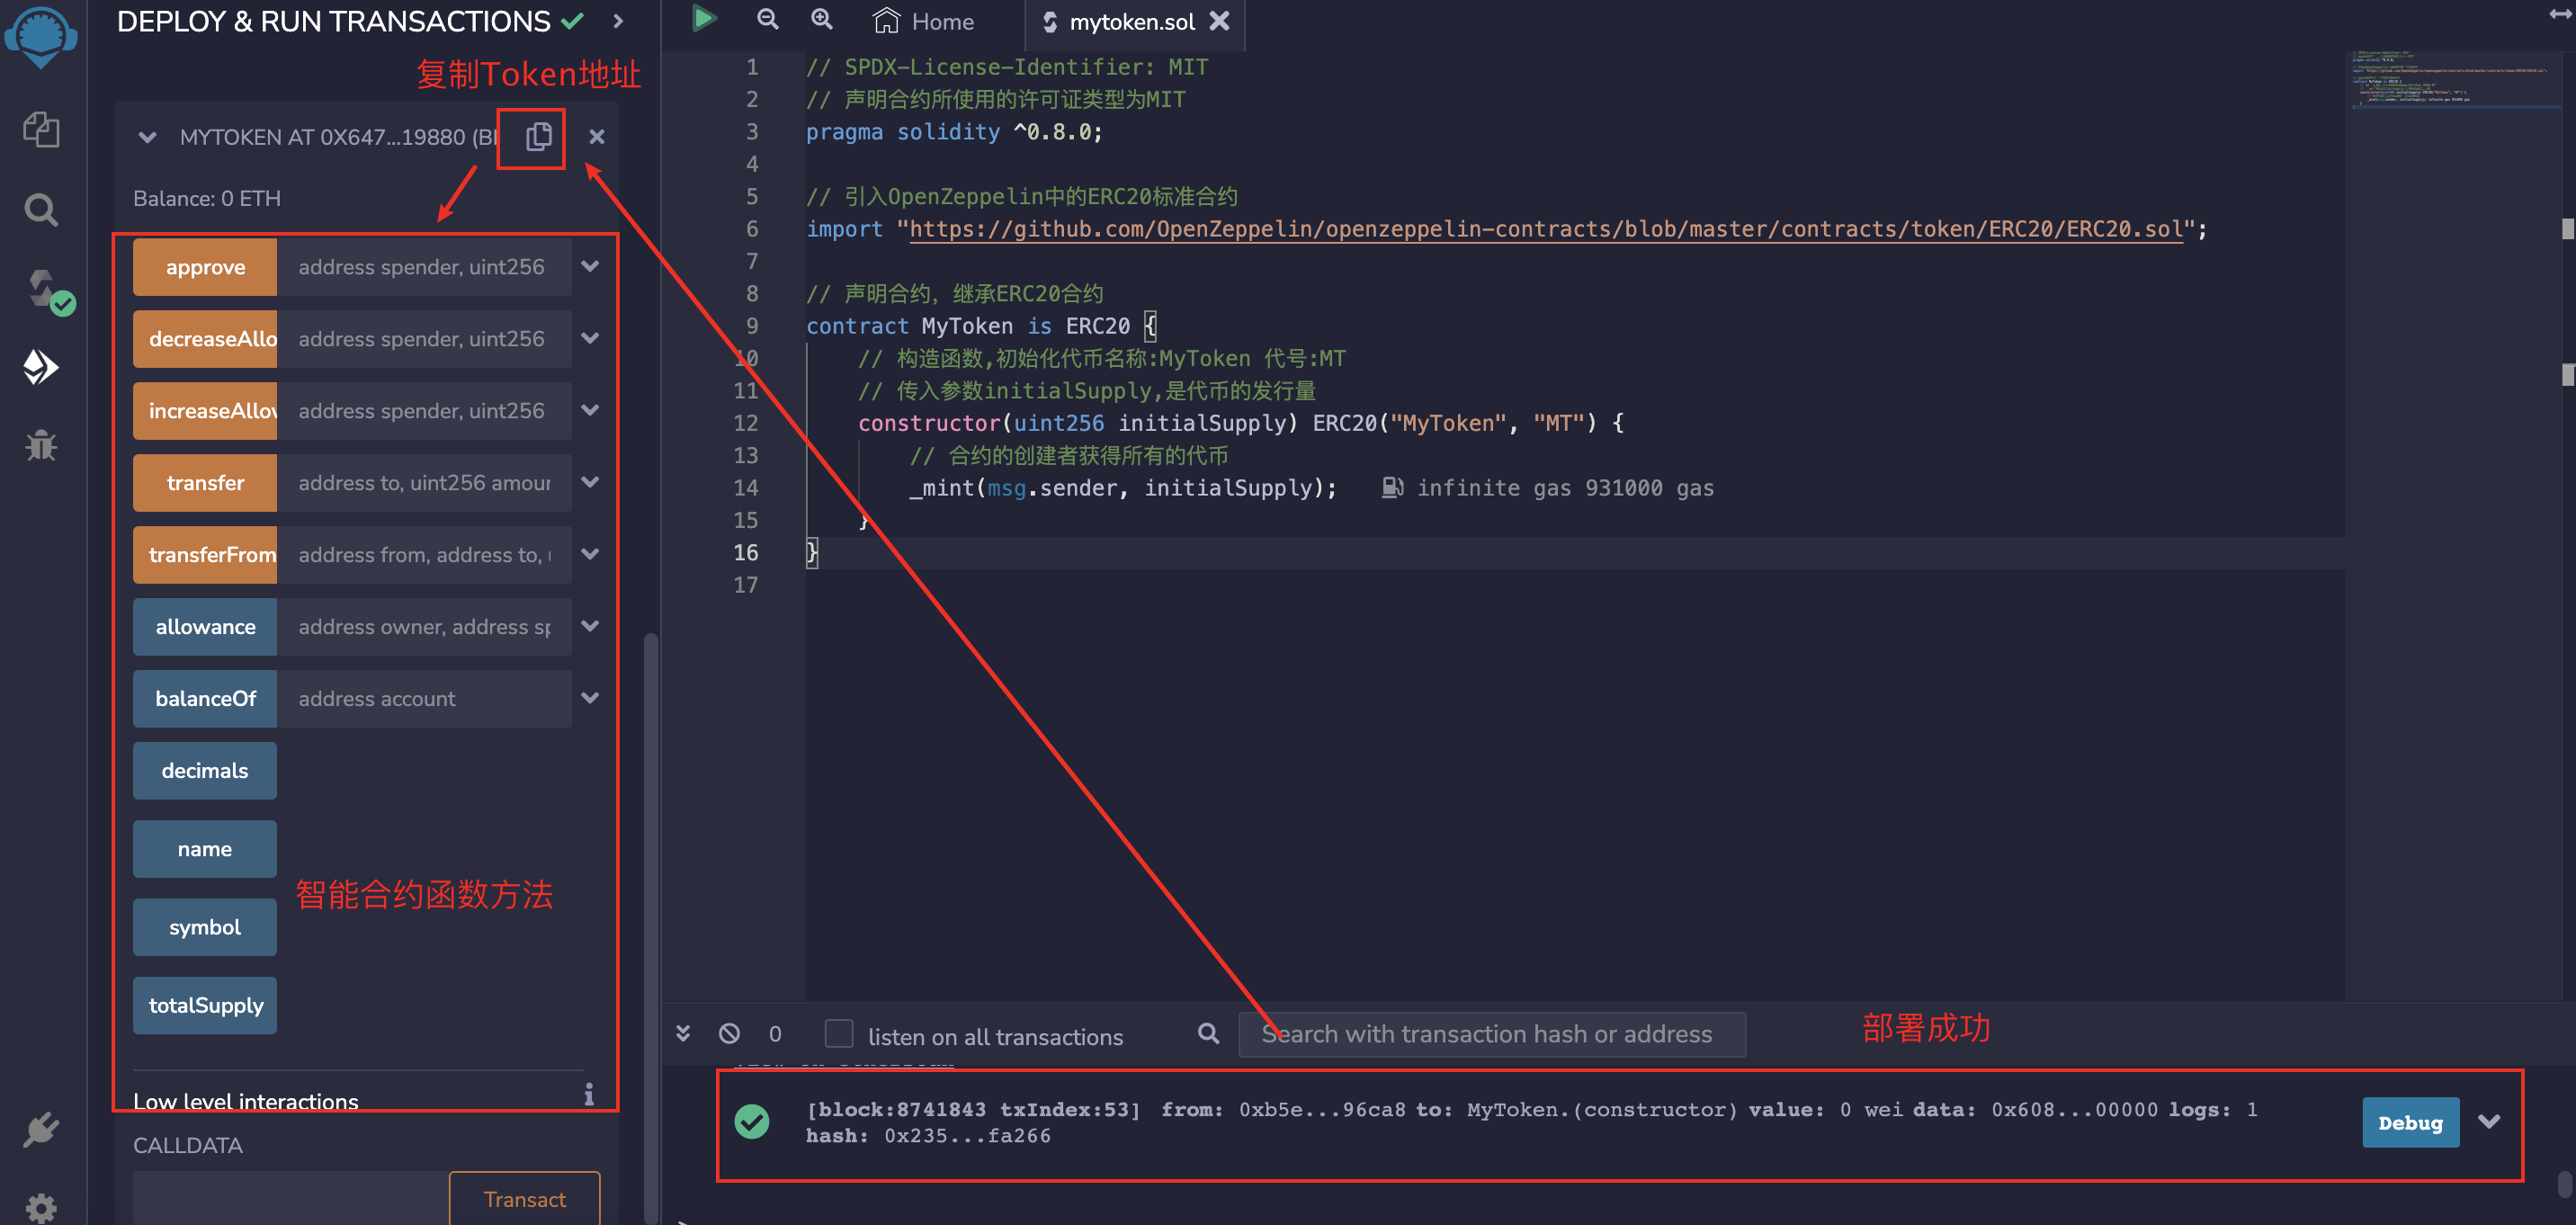 DEPLOY & RUN TRANSACTIONS
复制Token地址
MYTOKEN AT 0X647...19880 (Bl
Balance: 0 ETH
approve address spender, uint256
decreaseAllo address spender, uint256
increaseAllow address spender, uint256
transfer address to, uint256 amour
transferFrom address from, address to, u
allowance address owner, address sp
balanceOf address account
decimals
name
智能合约函数方法
symbol
totalSupply
Low level interactions
CALLDATA
Transact
Home
mytoken.sol
1 // SPDX-License-Identifier: MIT
2 // 声明合约所使用的许可证类型为MIT
3 pragma solidity ^0.8.0;
4
5 // 引入OpenZeppelin中的ERC20标准合约
6 import "https://github.com/OpenZeppelin/openzeppelin-contracts/blob/master/contracts/token/ERC20/ERC20.sol";
7
8 // 声明合约，继承ERC20合约
9 contract MyToken is ERC20 {
10 // 构造函数,初始化代币名称:MyToken 代号:MT
11 // 传入参数initialSupply,是代币的发行量
12 constructor(uint256 initialSupply) ERC20("MyToken", "MT") {
13 // 合约的创建者获得所有的代币
14 _mint(msg.sender, initialSupply); infinite gas 931000 gas
15 }
16 }
17
0 listen on all transactions
Search with transaction hash or address
部署成功
[block:8741843 txIndex:53] from: 0xb5e...96ca8 to: MyToken.(constructor) value: 0 wei data: 0x608...00000 logs: 1
hash: 0x235...fa266
Debug